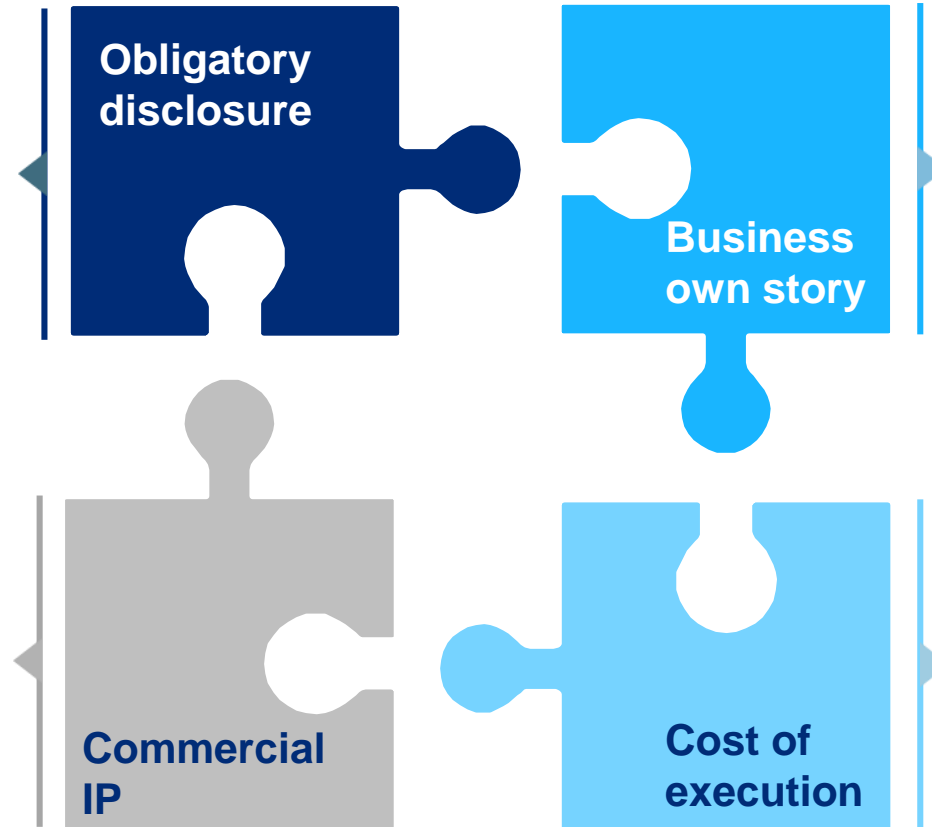 Obligatory
disclosure
Business
own story
Commercial
IP
Cost of
execution